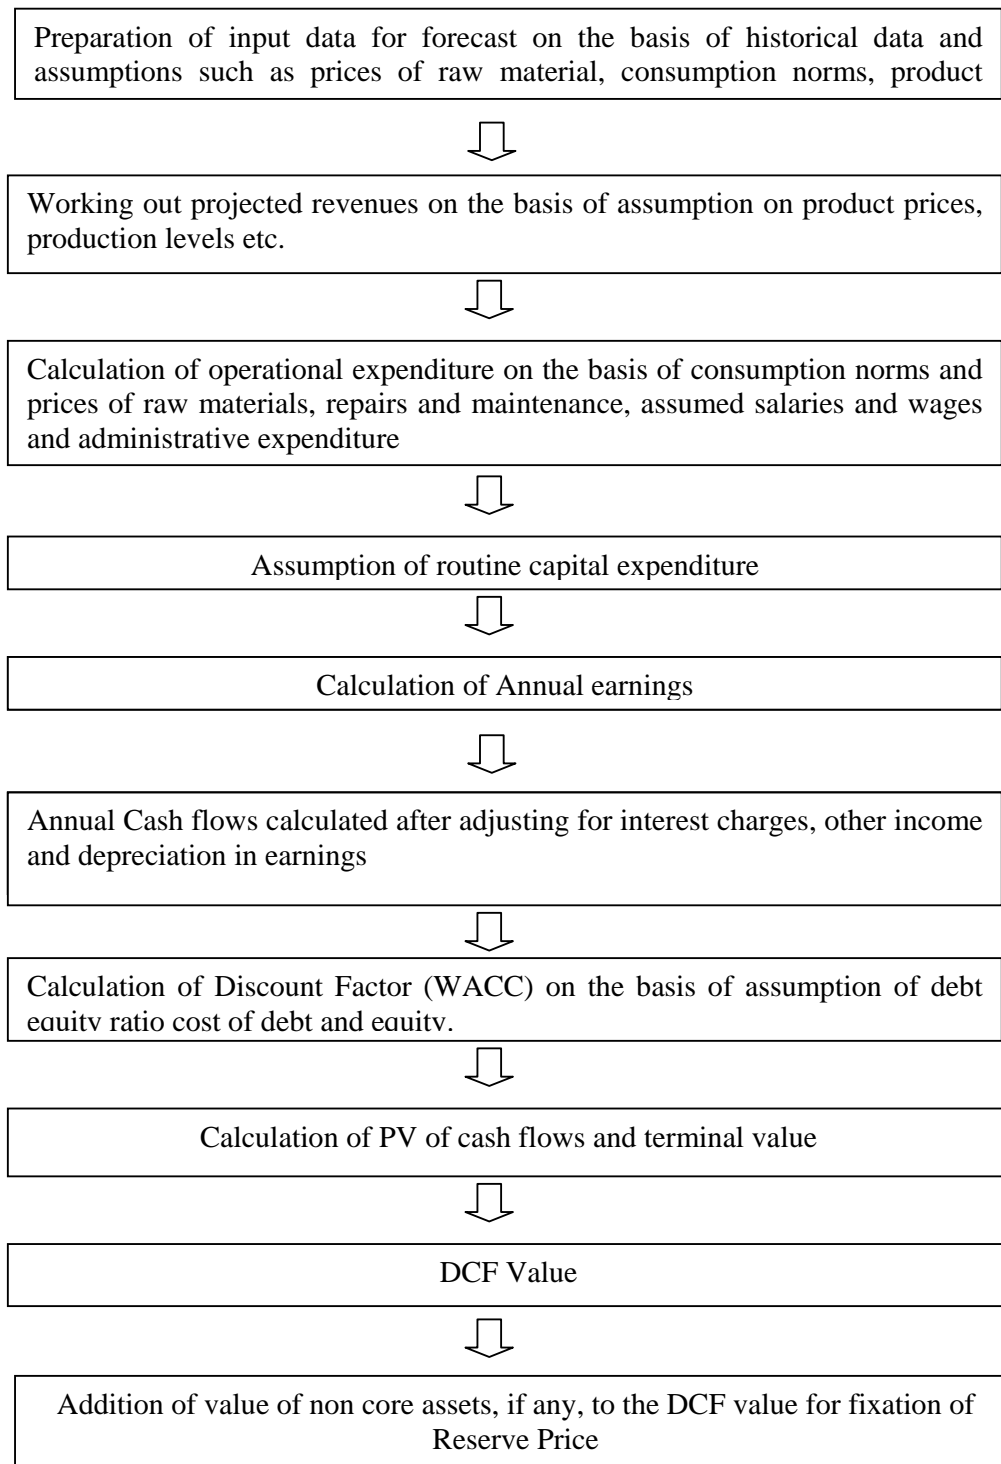 Preparation of input data for forecast on the basis of historical data and
assumptions such as prices of raw material, consumption norms, product
Working out projected revenues on the basis of assumption on product prices,
production levels etc.
Calculation of operational expenditure on the basis of consumption norms and
prices of raw materials, repairs and maintenance, assumed salaries and wages
and administrative expenditure
Assumption of routine capital expenditure
Calculation of Annual earnings
Annual Cash flows calculated after adjusting for interest charges, other income
and depreciation in earnings
Calculation of Discount Factor (WACC) on the basis of assumption of debt
equity ratio cost of debt and equity.
Calculation of PV of cash flows and terminal value
DCF Value
Addition of value of non core assets, if any, to the DCF value for fixation of
Reserve Price